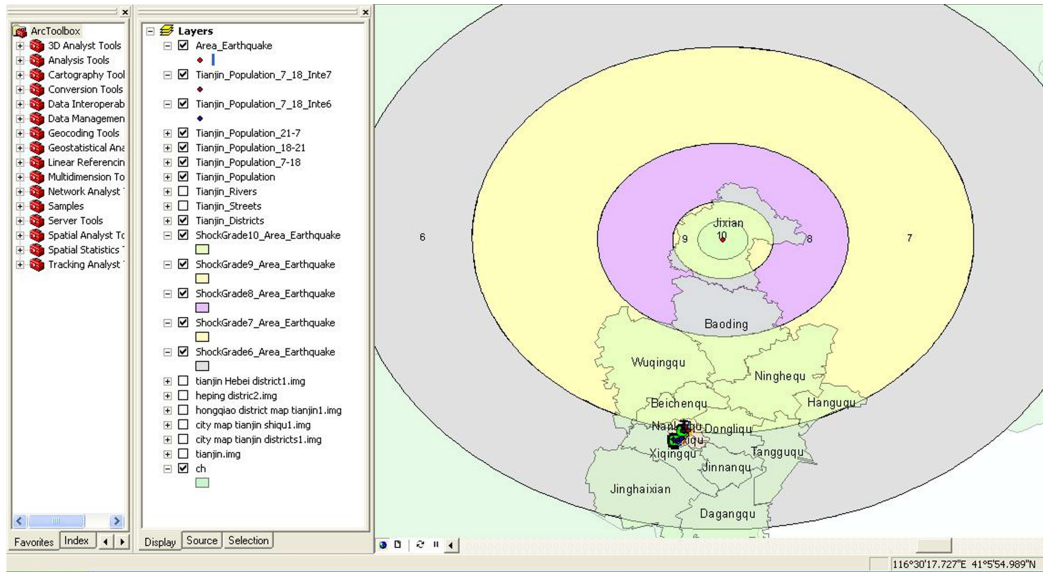 ArcToolbox
3D Analyst Tools
Analysis Tools
Cartography Tool
Conversion Tools
Data Interoperab
Data Managemen
Geocoding Tools
Geostatistical Ana
Linear Referencin
Multidimension To
Network Analyst
Samples
Server Tools
Spatial Analyst To
Spatial Statistics
Tracking Analyst
Favorites Index
Layers
Area_Earthquake
Tianjin_Population_7_18_Inte7
Tianjin_Population_7_18_Inte6
Tianjin_Population_21-7
Tianjin_Population_18-21
Tianjin_Population_7-18
Tianjin_Population
Tianjin_Rivers
Tianjin_Streets
Tianjin_Districts
ShockGrade10_Area_Earthquake
ShockGrade9_Area_Earthquake
ShockGrade8_Area_Earthquake
ShockGrade7_Area_Earthquake
ShockGrade6_Area_Earthquake
tianjin Hebei district1.img
heping distric2.img
hongqiao district map tianjin1.img
city map tianjin shiqu1.img
city map tianjin districts1.img
tianjin.img
ch
Display Source Selection
Jixian
6 9 10 8 7
Baoding
Wuqingqu
Ninghequ
Beichenqu
Hanguqu
Dongliqu
Xiqingqu
Tangguqu
Jinnanqu
Jinghaixian
Dagangqu
116°30'17.727"E 41°5'54.989"N